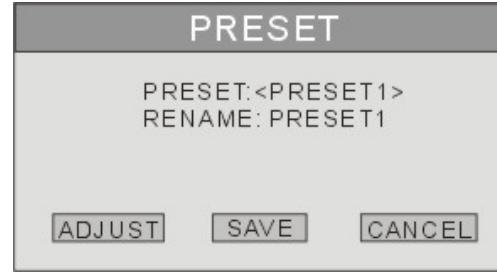 PRESET
PRESET:<PRESET1>
RENAME: PRESET1
ADJUST SAVE CANCEL